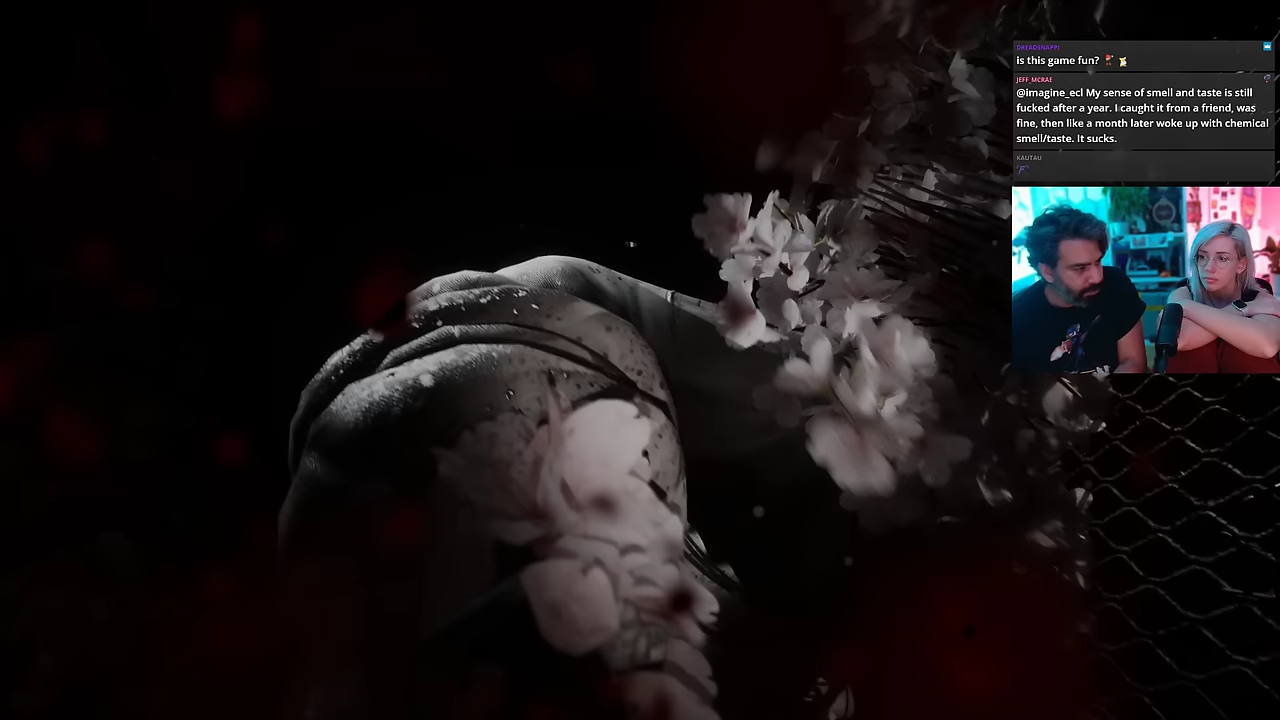 DREADSNAPPI
is this game fun?
JEFF_MCRAE
@imagine_ecl My sense of smell and taste is still
fucked after a year. I caught it from a friend, was
fine, then like a month later woke up with chemical
smell/taste. It sucks.
KAUTAU